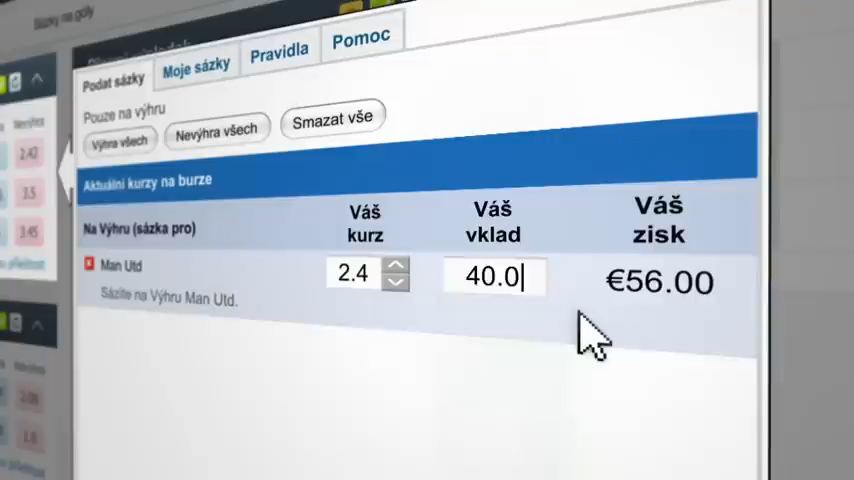 Sázky na góly
Podat sázky
Moje sázky
Pravidla
Pomoc
Pouze na výhru
Výhra všech
Nevýhra všech
Smazat vše
Aktuální kurzy na burze
Na Výhru (sázka pro)
Váš kurz
Váš vklad
Váš zisk
Man Utd
2.4
40.0
€56.00
Sázíte na Výhru Man Utd.
Nevýhra
2.42
3.5
3.45